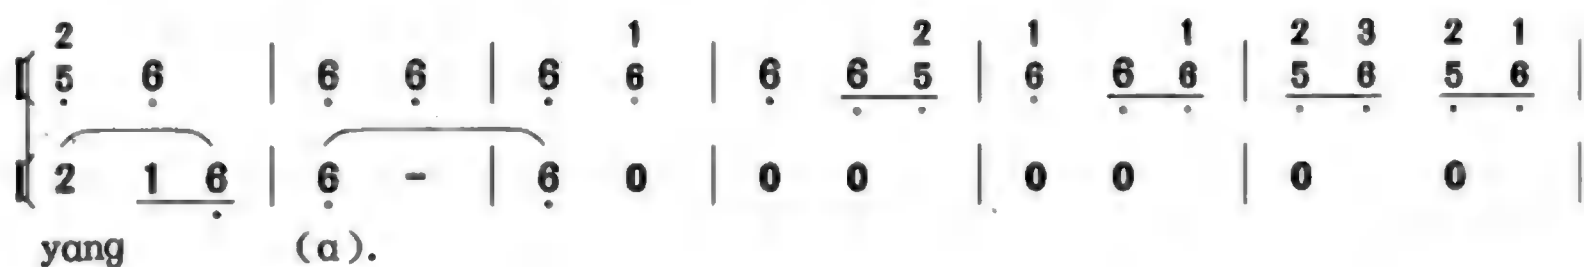 2 1 2 1 1 2 3 2 1
5 6 | 6 6 | 6 6 | 6 6 5 | 6 6 6 | 5 6 5 6 |
2 1 6 | 6 - | 6 0 | 0 0 | 0 0 | 0 0 |
yang (a).